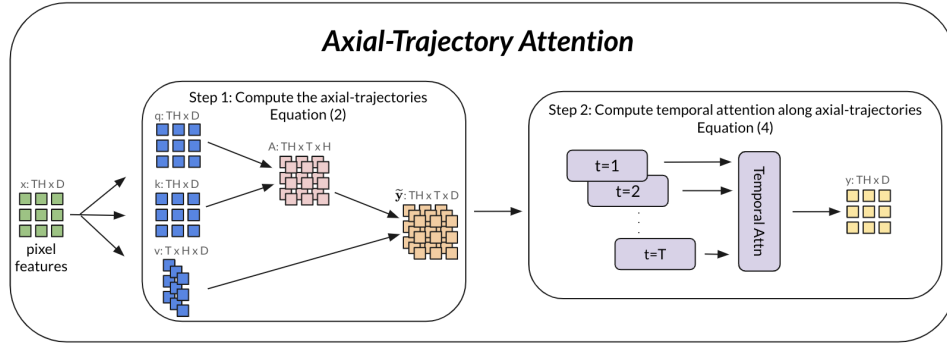 Axial-Trajectory Attention
Step 1: Compute the axial-trajectories
Equation (2)
q: TH x D
A: TH x T x H
x: TH x D
k: TH x D
ỹ: TH x T x D
pixel
features
v: T x H x D
Step 2: Compute temporal attention along axial-trajectories
Equation (4)
t=1
t=2
t=T
Temporal Attn
y: TH x D